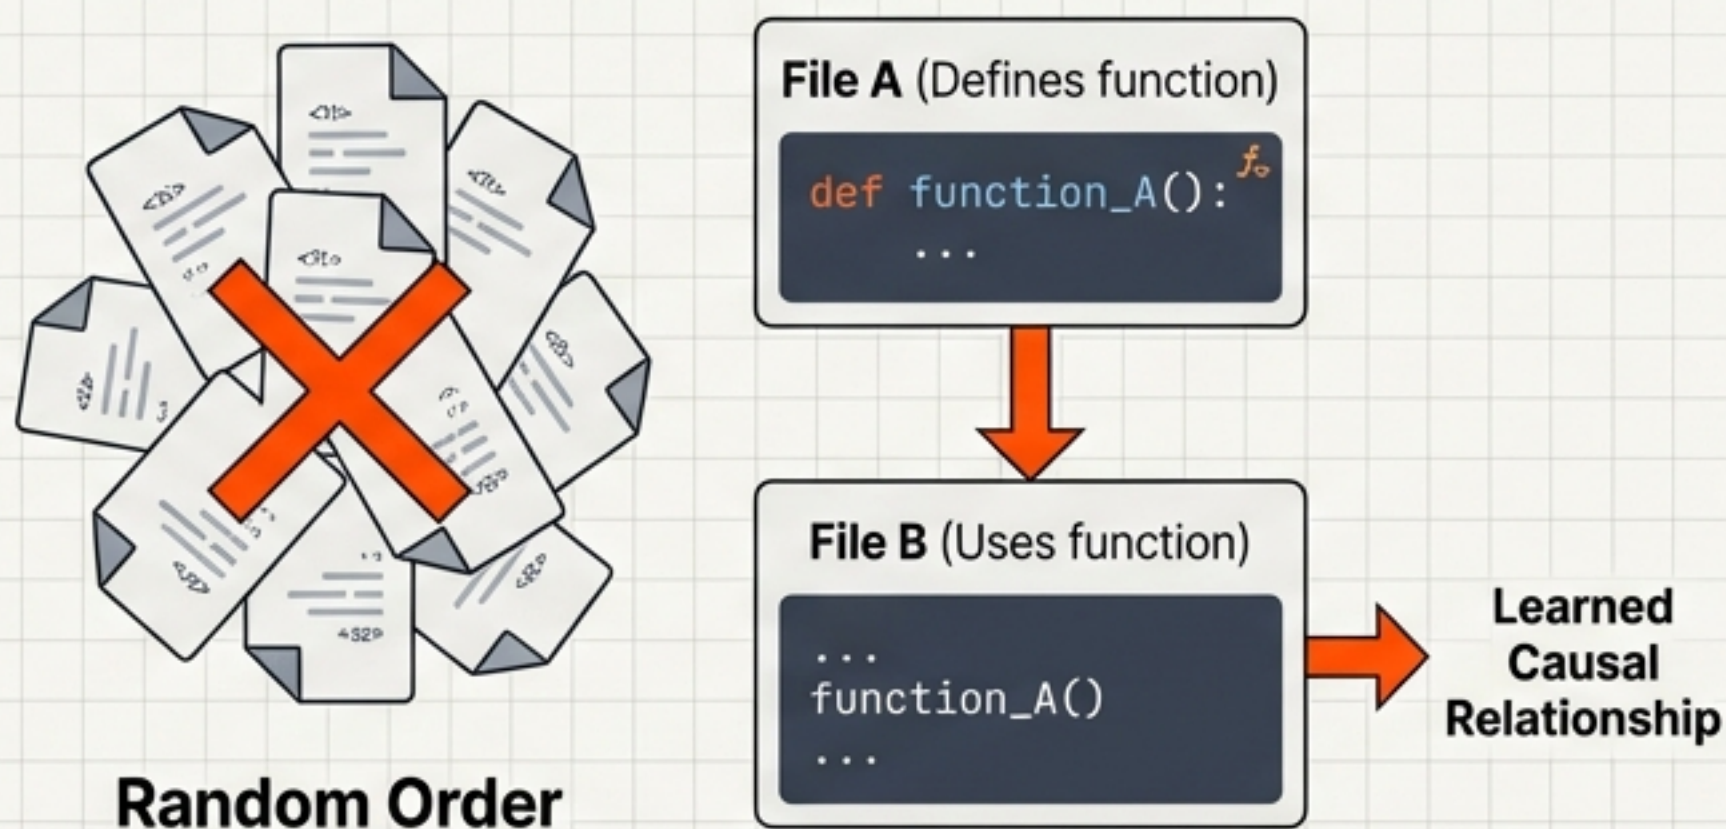 Random Order
File A (Defines function)
def function_A():
...
File B (Uses function)
...
function_A()
...
Learned
Causal
Relationship